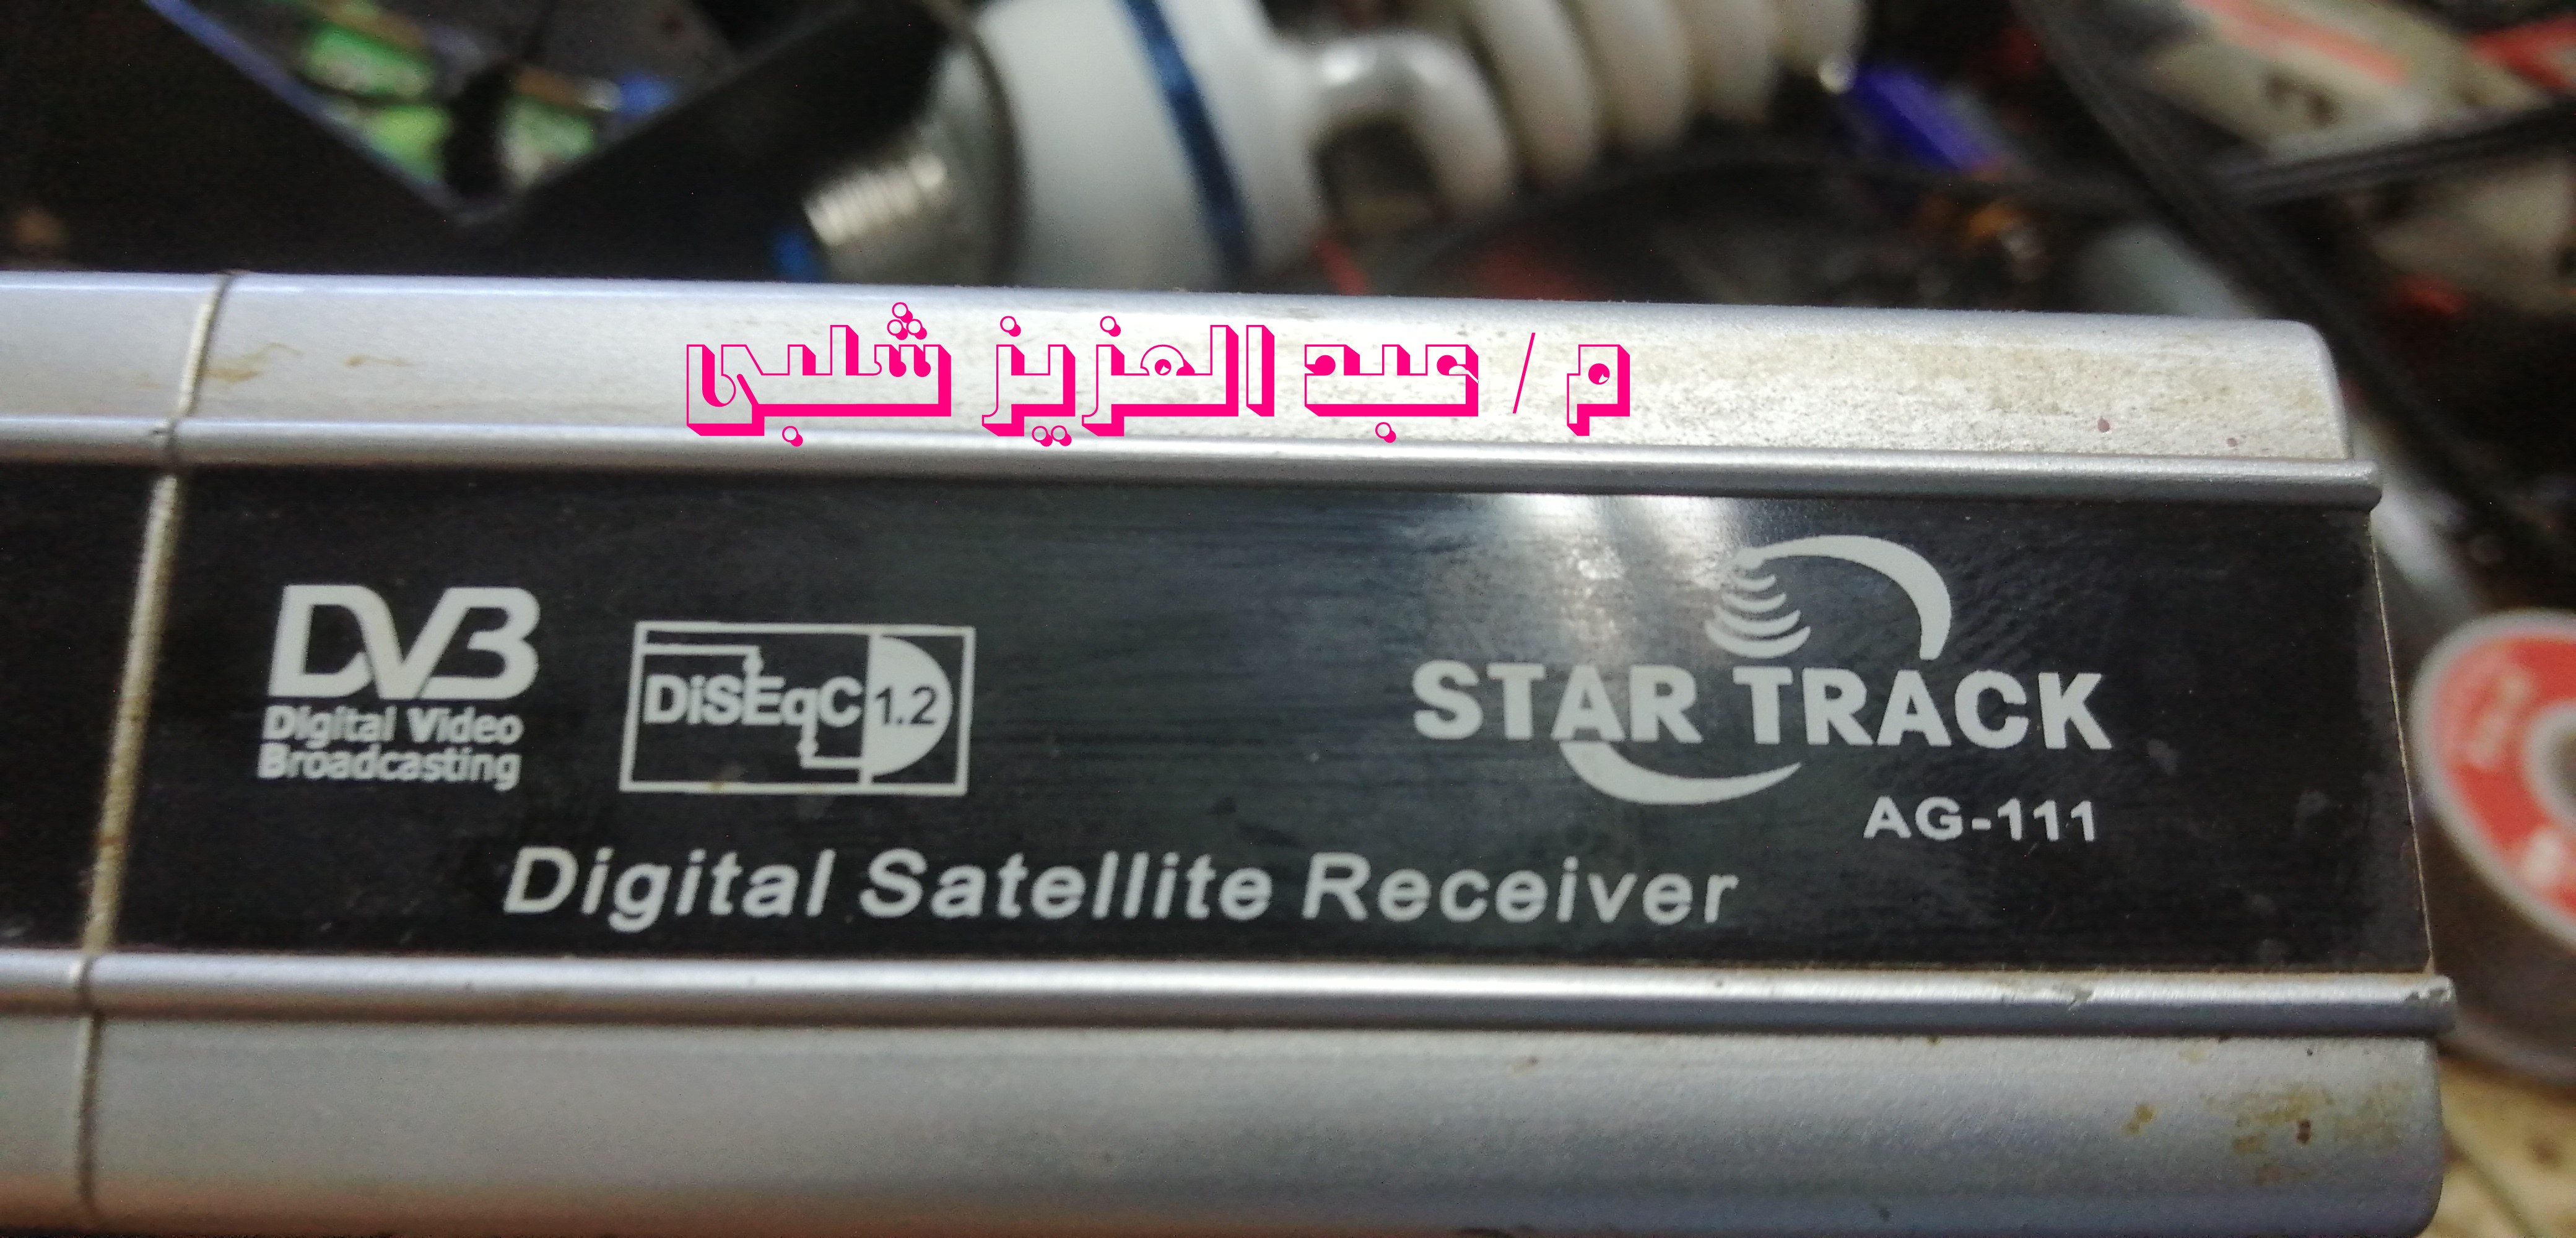 م / عبد العزيز شلبى
DVB
Digital Video
Broadcasting
DiSEqC 1.2
STAR TRACK
AG-111
Digital Satellite Receiver